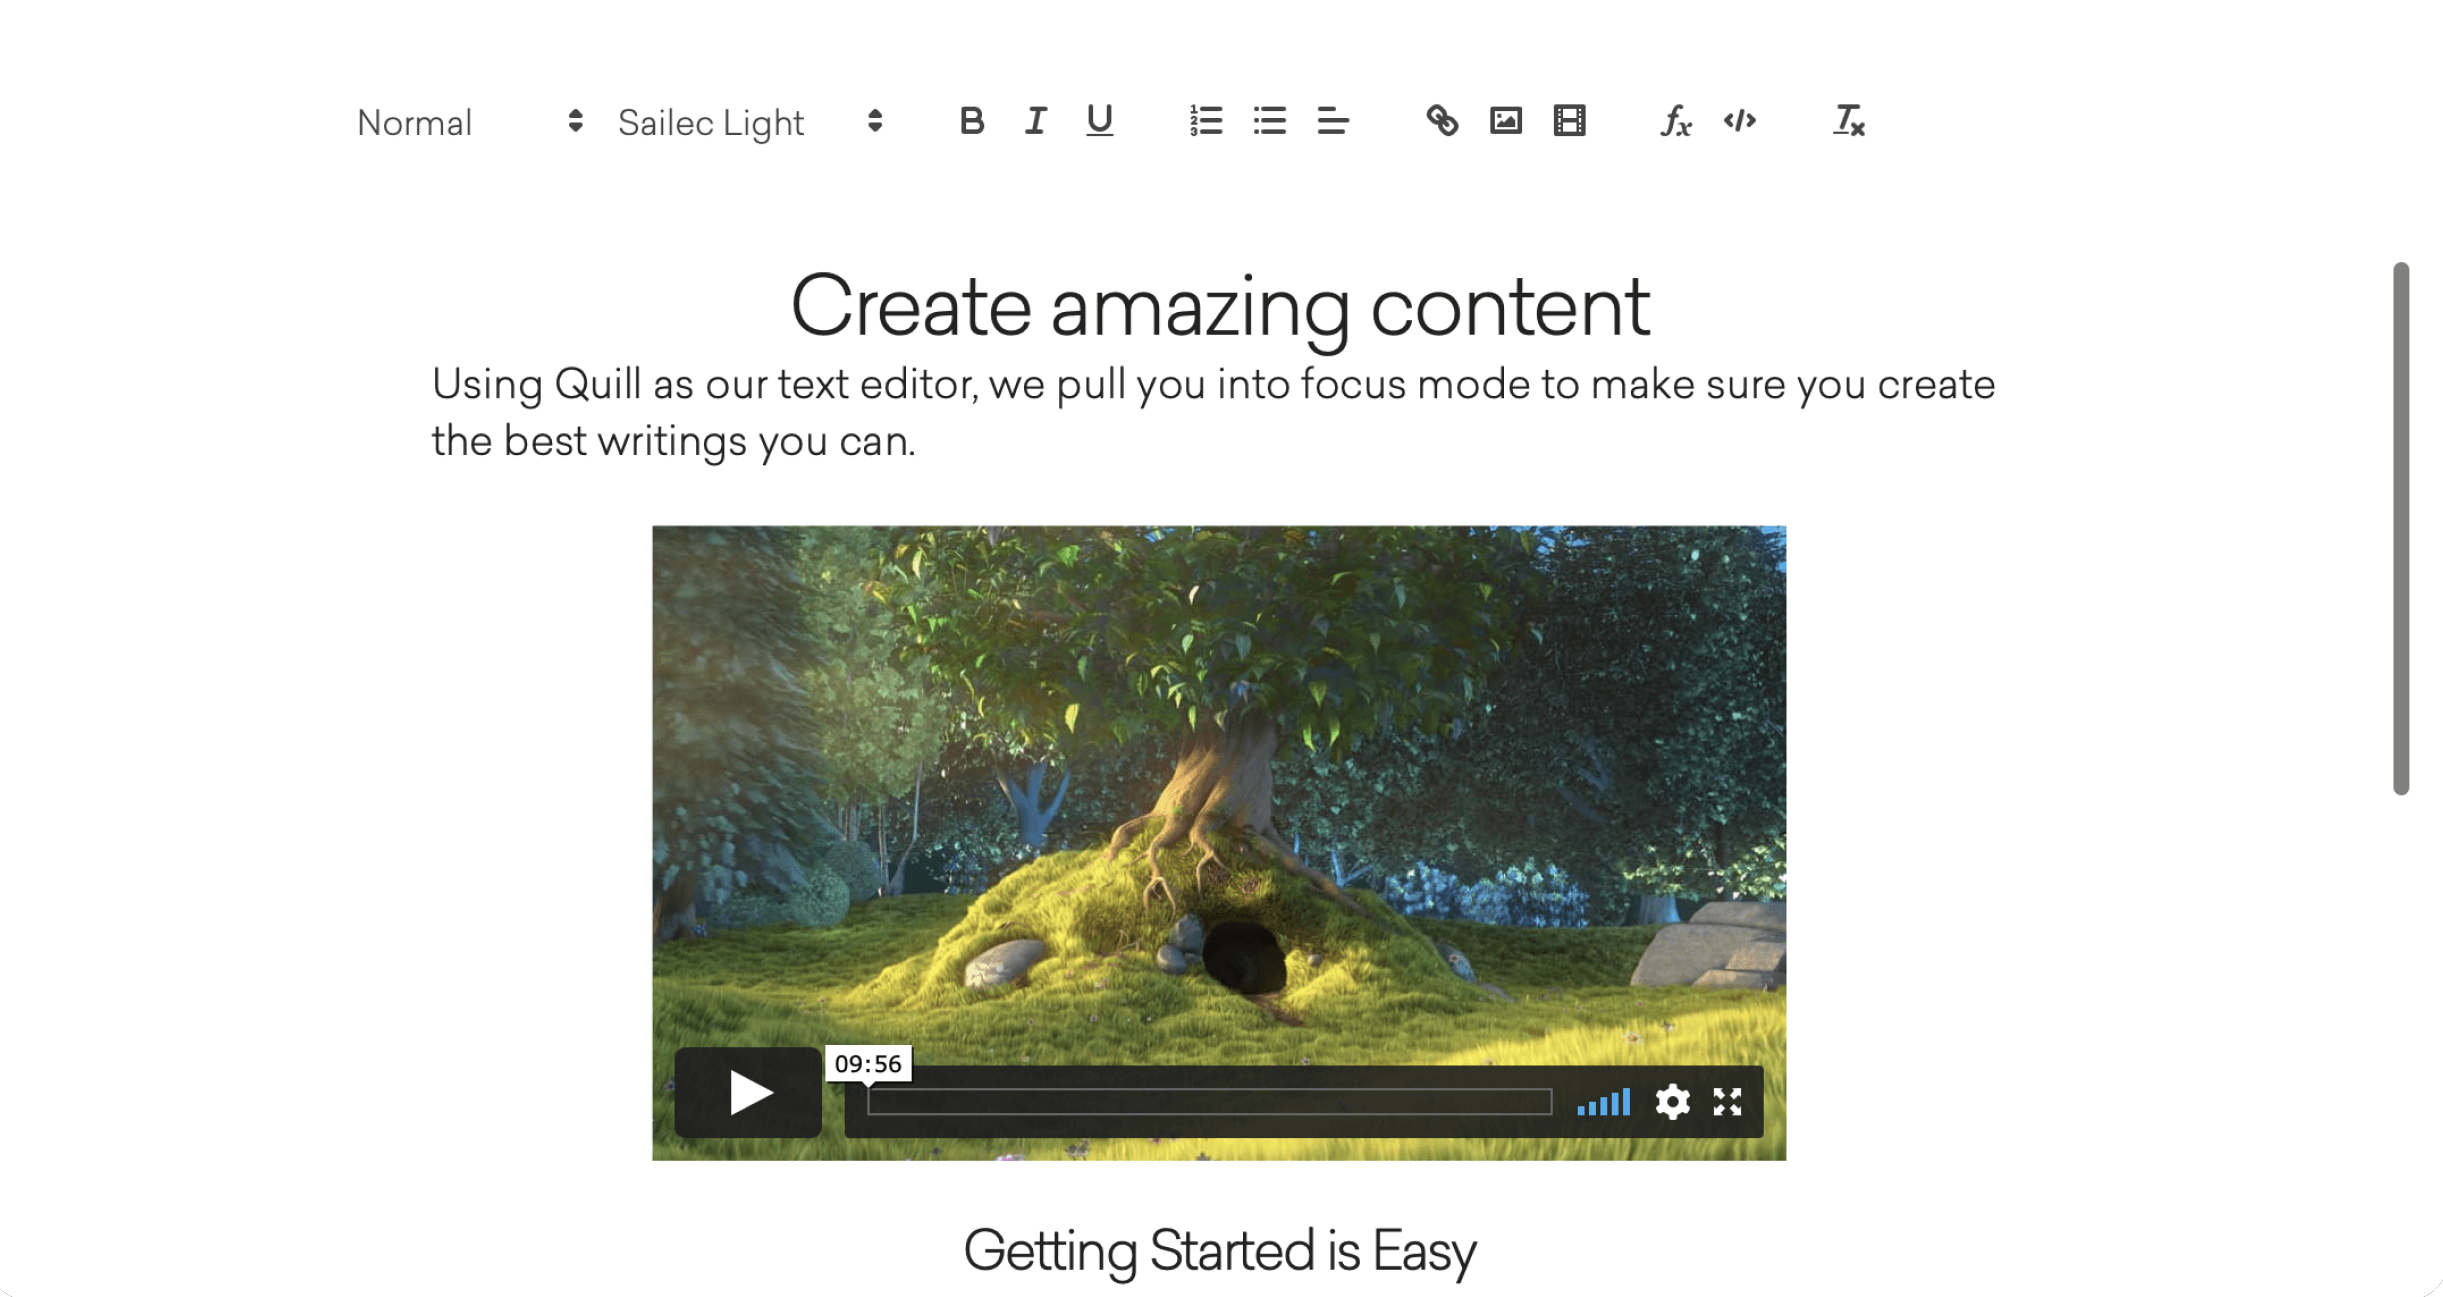 Normal Sailec Light
Create amazing content
Using Quill as our text editor, we pull you into focus mode to make sure you create
the best writings you can.
09:56
Getting Started is Easy